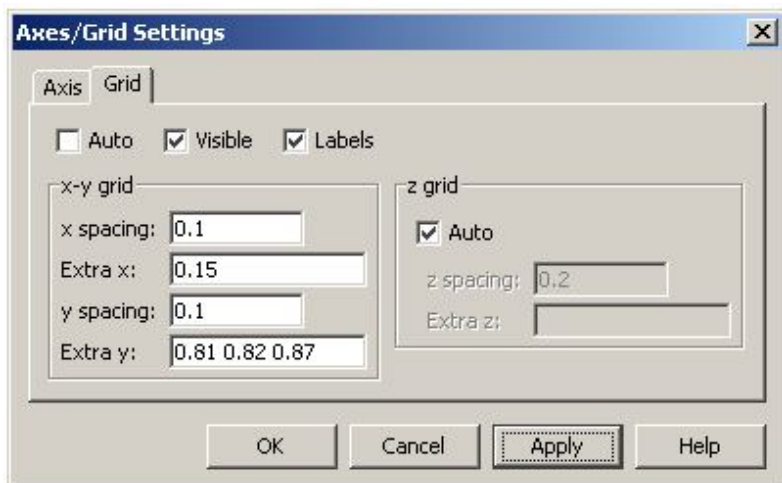 Axes/Grid Settings
Axis Grid
Auto Visible Labels
x-y grid
x spacing: 0.1
Extra x: 0.15
y spacing: 0.1
Extra y: 0.81 0.82 0.87
z grid
Auto
z spacing: 0.2
Extra z:
OK Cancel Apply Help